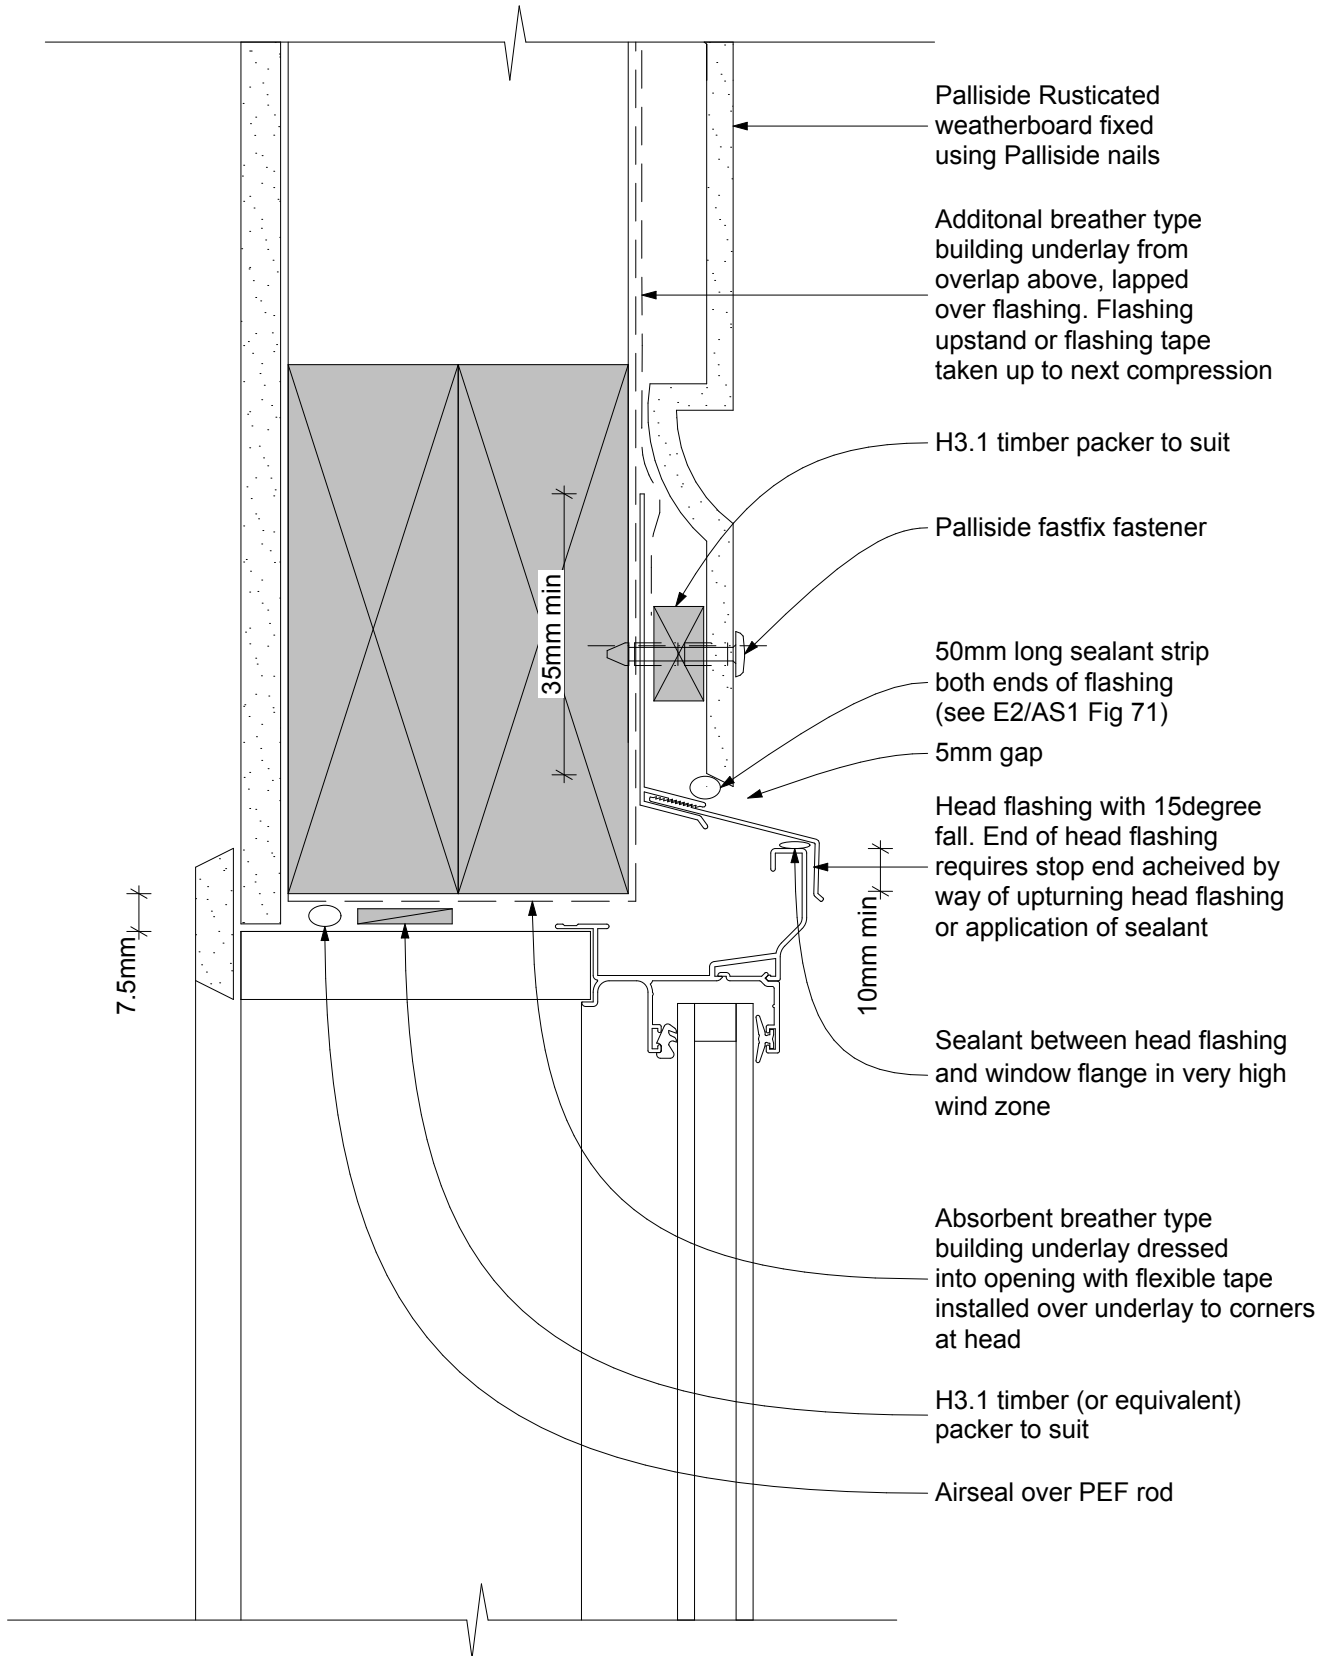 Palliside Rusticated
weatherboard fixed
using Palliside nails
Additonal breather type
building underlay from
overlap above, lapped
over flashing. Flashing
upstand or flashing tape
taken up to next compression
H3.1 timber packer to suit
Palliside fastfix fastener
35mm min
50mm long sealant strip
both ends of flashing
(see E2/AS1 Fig 71)
5mm gap
Head flashing with 15degree
fall. End of head flashing
requires stop end acheived by
way of upturning head flashing
or application of sealant
7.5mm
10mm min
Sealant between head flashing
and window flange in very high
wind zone
Absorbent breather type
building underlay dressed
into opening with flexible tape
installed over underlay to corners
at head
H3.1 timber (or equivalent)
packer to suit
Airseal over PEF rod